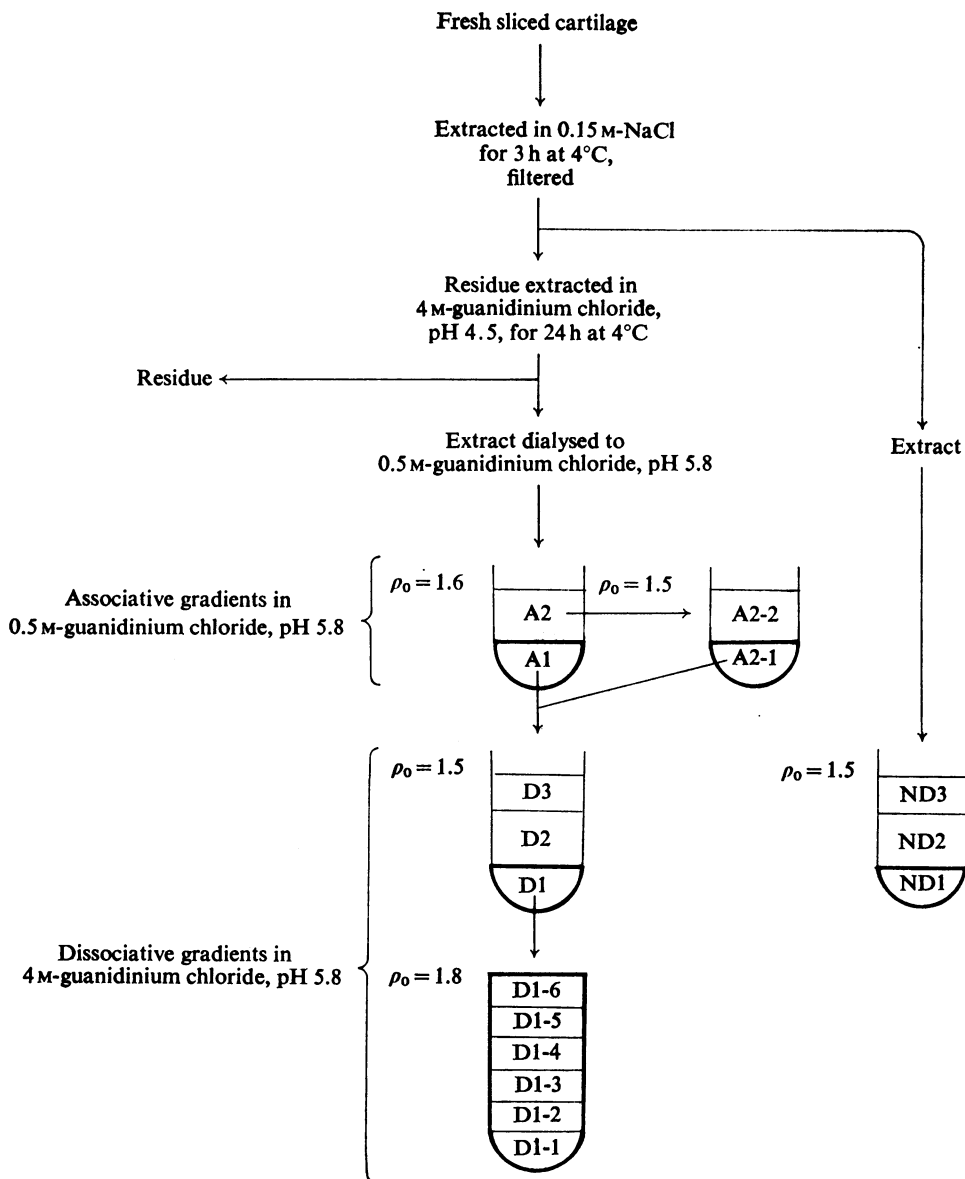 Fresh sliced cartilage
Extracted in 0.15 M-NaCl
for 3 h at 4°C,
filtered
Residue extracted in
4 M-guanidinium chloride,
pH 4.5, for 24 h at 4°C
Residue
Extract dialysed to
0.5 M-guanidinium chloride, pH 5.8
Extract
Associative gradients in
0.5 M-guanidinium chloride, pH 5.8
ρ₀ = 1.6
A2
A1
ρ₀ = 1.5
A2-2
A2-1
Dissociative gradients in
4 M-guanidinium chloride, pH 5.8
ρ₀ = 1.5
D3
D2
D1
ρ₀ = 1.5
ND3
ND2
ND1
ρ₀ = 1.8
D1-6
D1-5
D1-4
D1-3
D1-2
D1-1